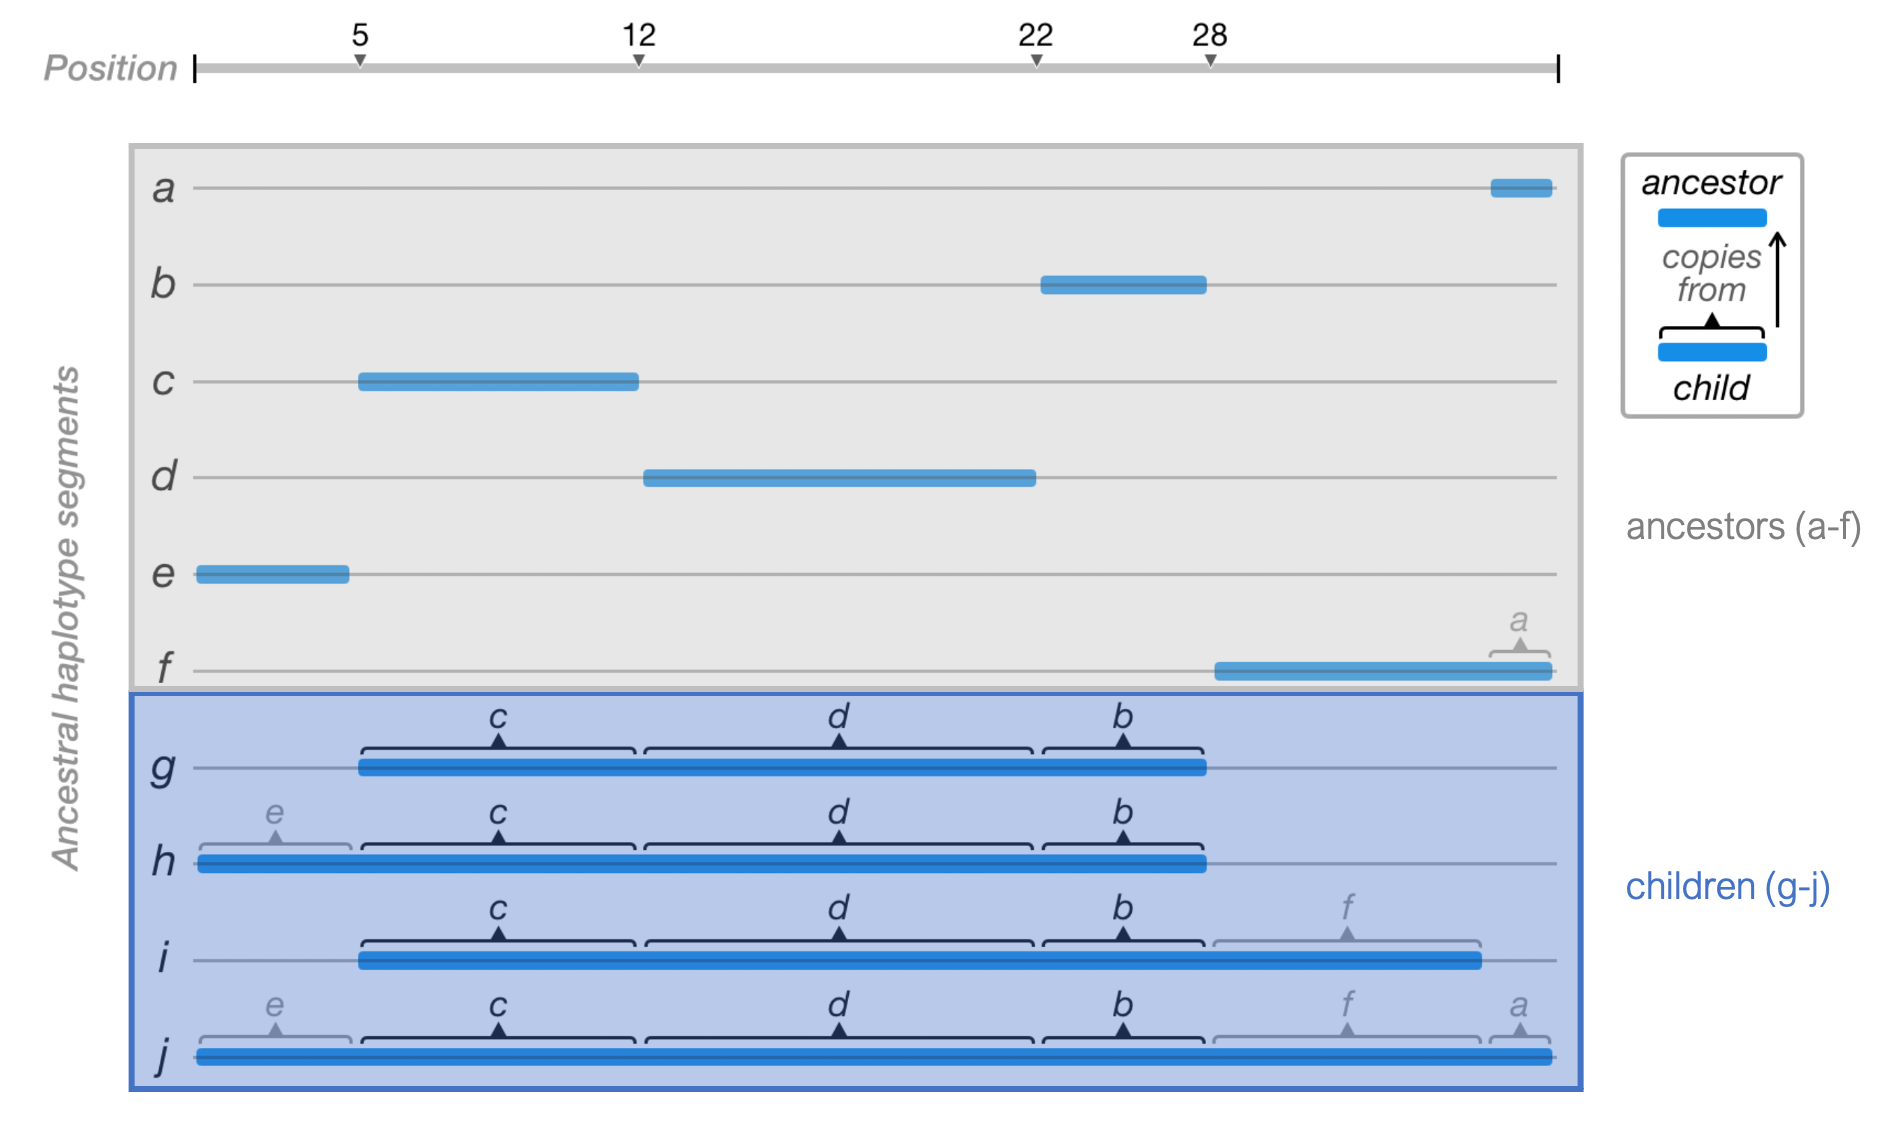 5 12 22 28
Position
Ancestral haplotype segments
a
b
c
d
e
a
f
c d b
g
e c d b
h
c d b f
i
e c d b f a
j
ancestor
copies
from
child
ancestors (a-f)
children (g-j)